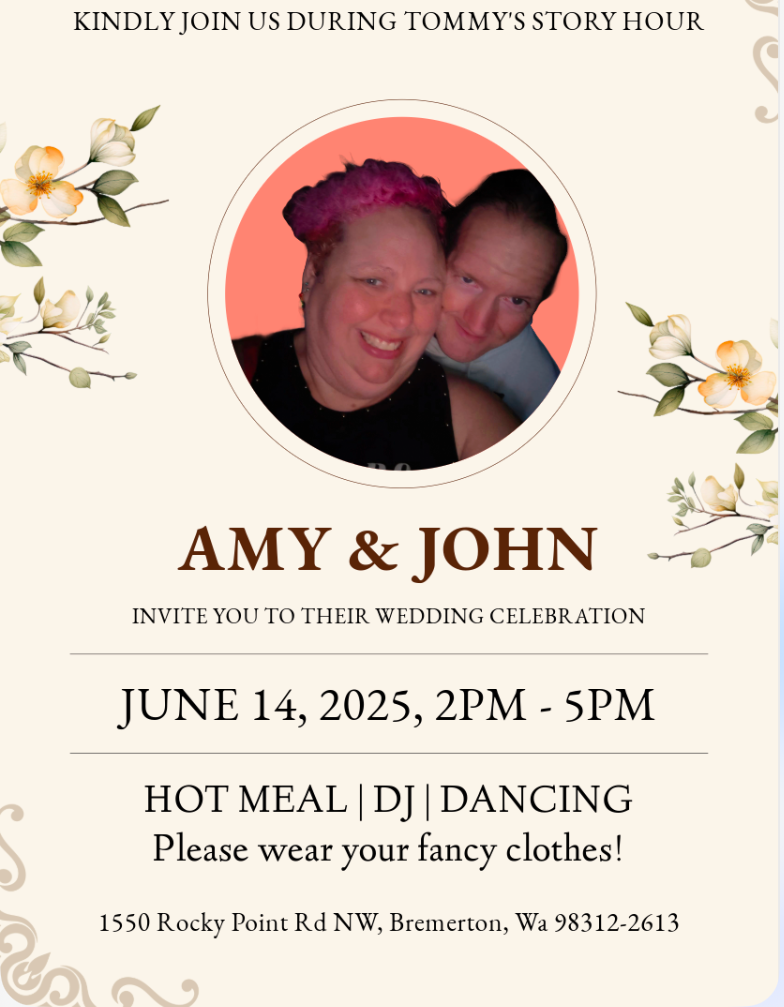 KINDLY JOIN US DURING TOMMY'S STORY HOUR
AMY & JOHN
INVITE YOU TO THEIR WEDDING CELEBRATION
JUNE 14, 2025, 2PM - 5PM
HOT MEAL | DJ | DANCING
Please wear your fancy clothes!
1550 Rocky Point Rd NW, Bremerton, Wa 98312-2613